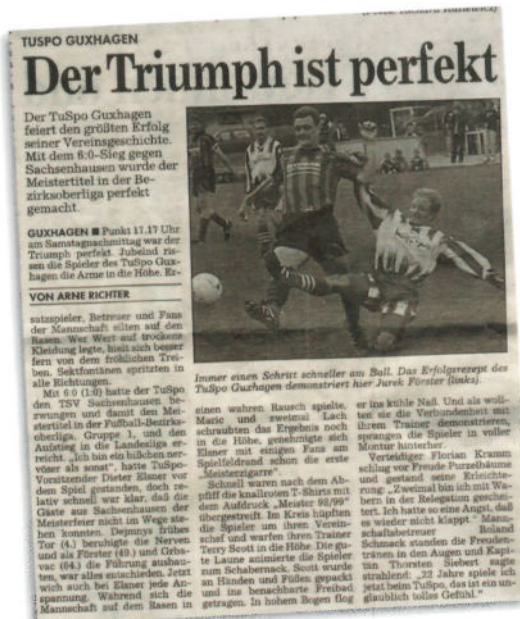 TUSPO GUXHAGEN
Der Triumph ist perfekt
Der TuSpo Guxhagen
feiert den größten Erfolg
seiner Vereinsgeschichte.
Mit dem 6:0-Sieg gegen
Sachsenhausen wurde der
Meistertitel in der Be-
zirksoberliga perfekt
gemacht.
GUXHAGEN ■ Punkt 17.17 Uhr
am Samstagnachmittag war der
Triumph perfekt. Jubelnd ris-
sen die Spieler des TuSpo Gux-
hagen die Arme in die Höhe. Er-
VON ARNE RICHTER
satzspieler, Betreuer und Fans
der Mannschaft eilten auf den
Rasen. Wer Wert auf trockene
Kleidung legte, hielt sich besser
fern von dem fröhlichen Trei-
ben. Sektfontänen spritzten in
alle Richtungen.
Mit 6:0 (1:0) hatte der TuSpo
den TSV Sachsenhausen be-
zwungen und damit den Mei-
stertitel in der Fußball-Bezirks-
oberliga, Gruppe 1, und den
Aufstieg in die Landesliga er-
reicht. „Ich bin ein bißchen ner-
vöser als sonst“, hatte TuSpo-
Vorsitzender Dieter Elsner vor
dem Spiel gestanden, doch re-
lativ schnell war klar, daß die
Gäste aus Sachsenhausen der
Meisterfeier nicht im Wege ste-
hen konnten. Dejmnys frühes
Tor (4.) beruhigte die Nerven
und als Förster (49.) und Grba-
vac (64.) die Führung ausbau-
ten, war alles entschieden. Jetzt
wich auch bei Elsner jede An-
spannung. Während sich die
Mannschaft auf dem Rasen in
Immer einen Schritt schneller am Ball. Das Erfolgsrezept des
TuSpo Guxhagen demonstriert hier Jurek Förster (links).
einen wahren Rausch spielte,
Maric und zweimal Lach
schraubten das Ergebnis noch
in die Höhe, genehmigte sich
Elsner mit einigen Fans am
Spielfeldrand schon die erste
„Meisterzigarre“.
Schnell waren nach dem Ab-
pfiff die knallroten T-Shirts mit
dem Aufdruck „Meister 98/99“
übergestreift. Im Kreis hüpften
die Spieler um ihren Verein-
schef und warfen ihren Trainer
Terry Scott in die Höhe. Die gu-
te Laune animierte die Spieler
zum Schabernack. Scott wurde
an Händen und Füßen gepackt
und ins benachbarte Freibad
getragen. In hohem Bogen flog
er ins kühle Naß. Und als woll-
ten sie die Verbundenheit mit
ihrem Trainer demonstrieren,
sprangen die Spieler in voller
Montur hinterher.
Verteidiger Florian Kramm
schlug vor Freude Purzelbäume
und gestand seine Erleichte-
rung: „Zweimal bin ich mit Wa-
bern in der Relegation geschei-
tert. Ich hatte so eine Angst, daß
es wieder nicht klappt.“ Mann-
schaftsbetreuer Roland
Schmack standen die Freuden-
tränen in den Augen und Kapi-
tän Thorsten Siebert sagte
strahlend: „22 Jahre spiele ich
jetzt beim TuSpo, das ist ein un-
glaublich tolles Gefühl.“